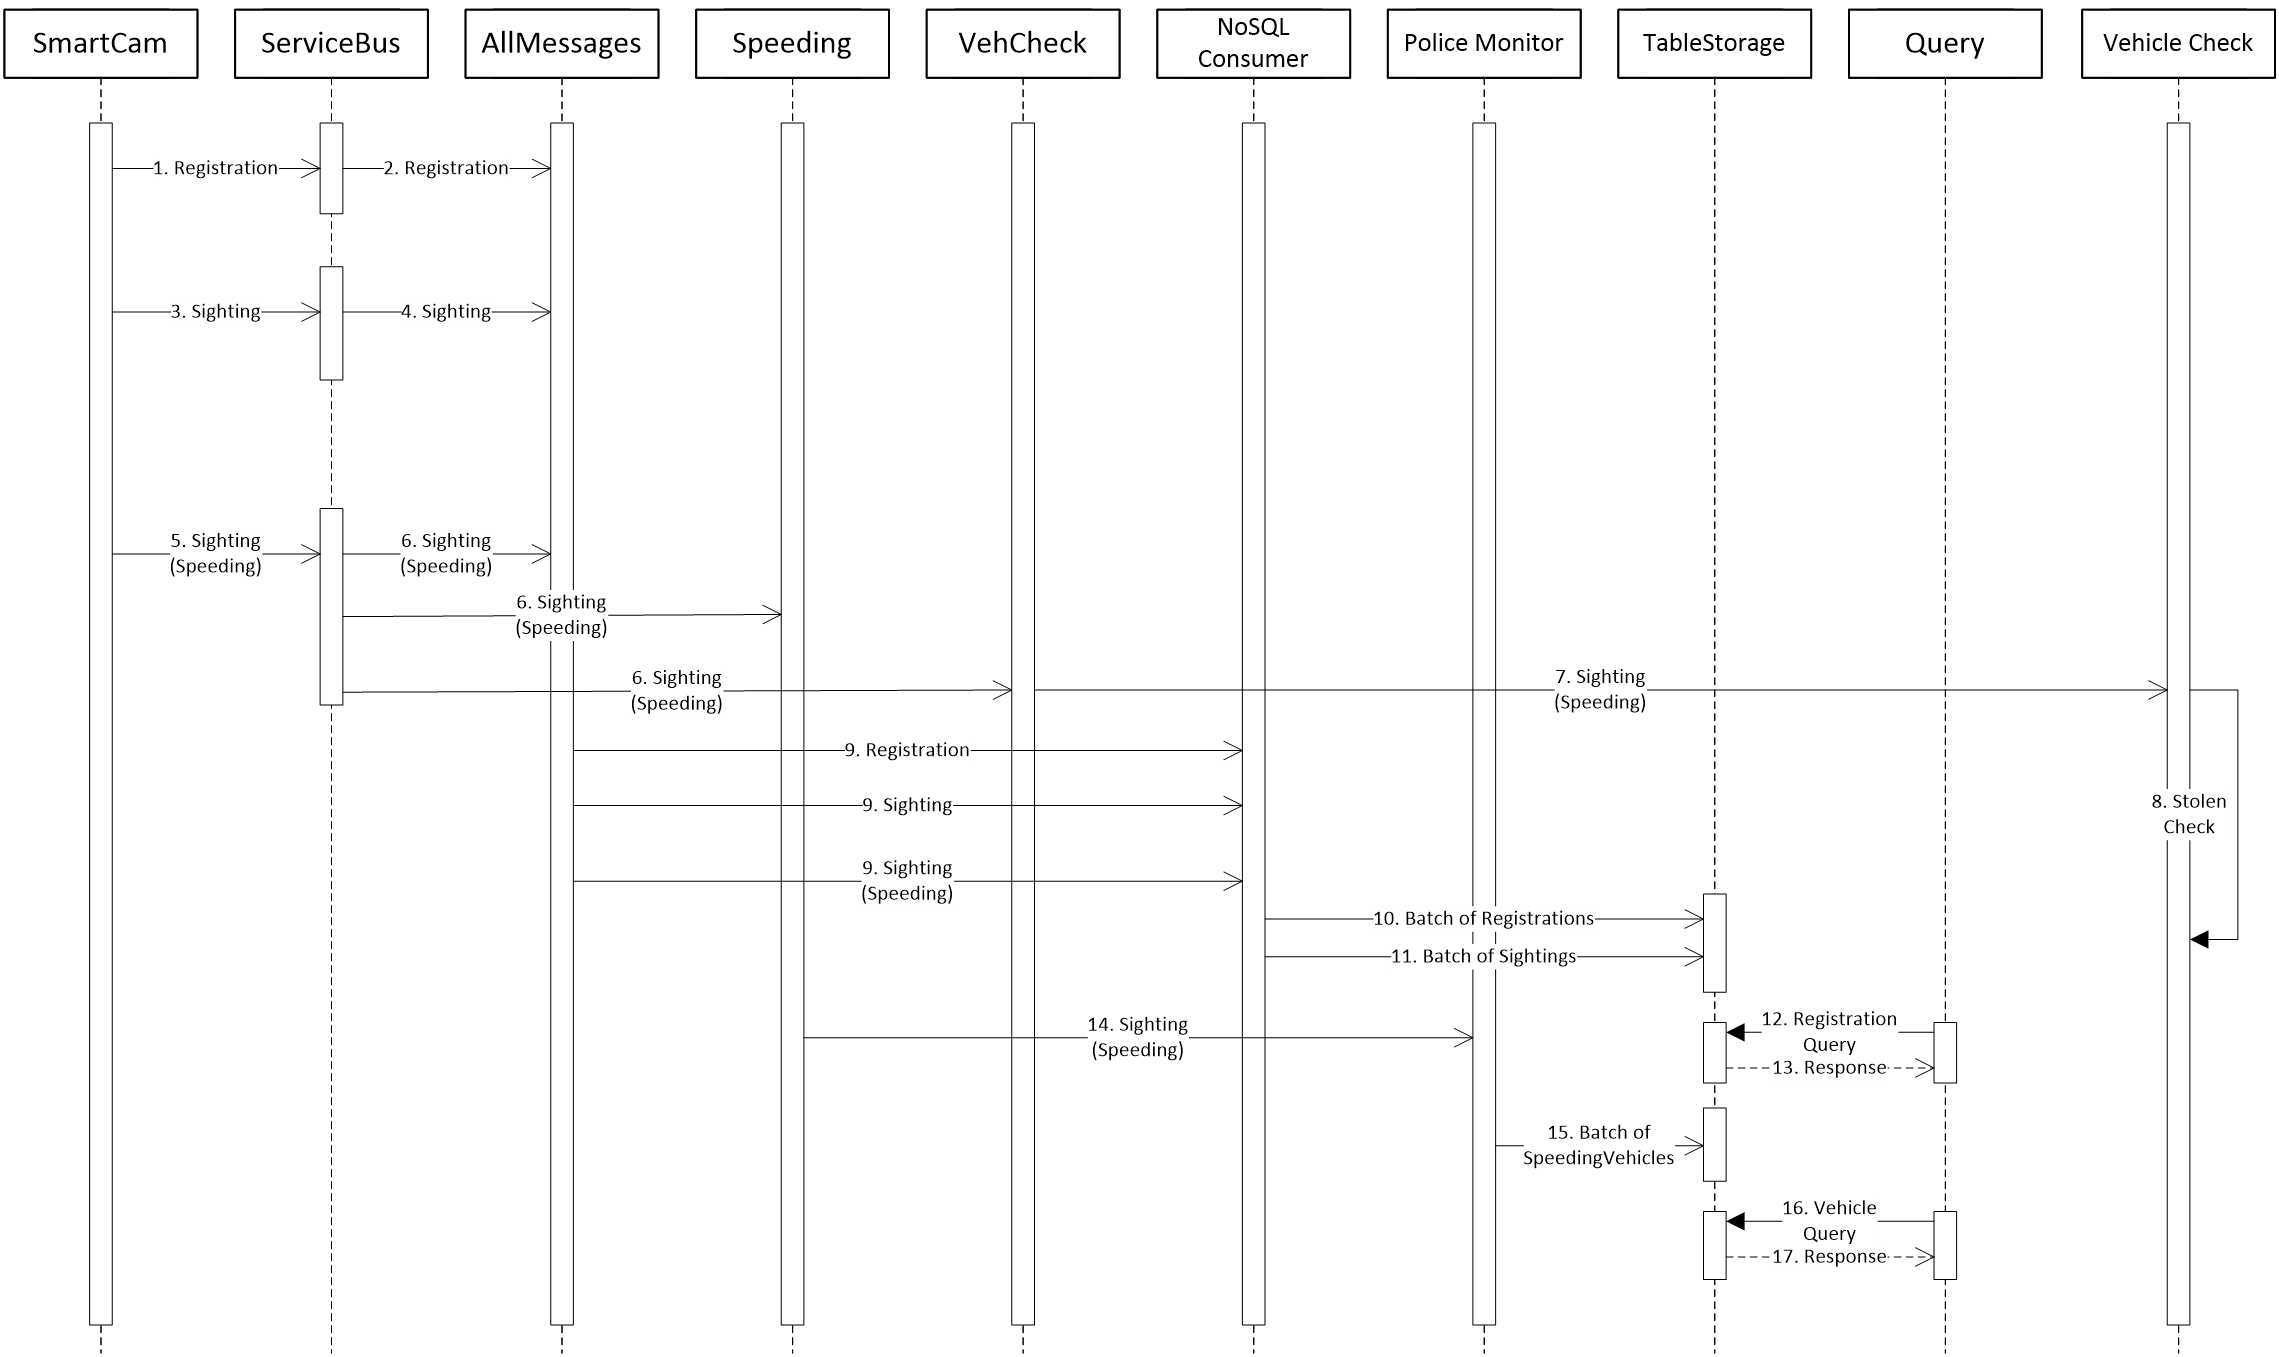 SmartCam
ServiceBus
AllMessages
Speeding
VehCheck
NoSQL
Consumer
Police Monitor
TableStorage
Query
Vehicle Check
1. Registration
2. Registration
3. Sighting
4. Sighting
5. Sighting
(Speeding)
6. Sighting
(Speeding)
6. Sighting
(Speeding)
6. Sighting
(Speeding)
7. Sighting
(Speeding)
9. Registration
9. Sighting
8. Stolen
Check
9. Sighting
(Speeding)
10. Batch of Registrations
11. Batch of Sightings
14. Sighting
(Speeding)
12. Registration
Query
13. Response
15. Batch of
SpeedingVehicles
16. Vehicle
Query
17. Response